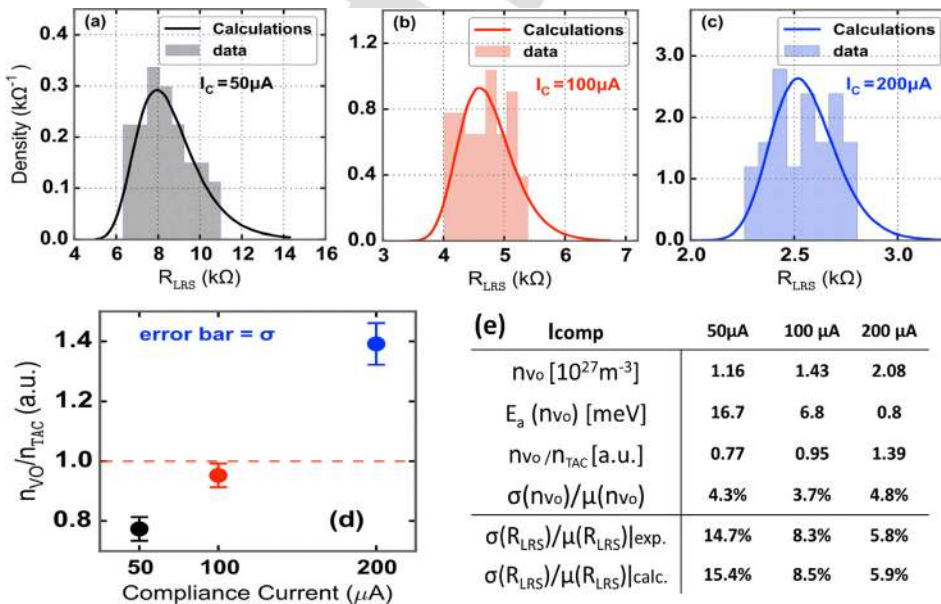 (a)
Calculations
data
I_C = 50μA
Density (kΩ⁻¹)
0.4
0.3
0.2
0.1
0.0
4 6 8 10 12 14 16
R_LRS (kΩ)
(b)
Calculations
data
I_C = 100μA
1.2
0.8
0.4
0.0
3 4 5 6 7
R_LRS (kΩ)
(c)
Calculations
data
I_C = 200μA
3.0
2.0
1.0
0.0
2.0 2.5 3.0
R_LRS (kΩ)
error bar = σ
n_VO/n_TAC (a.u.)
1.4
1.2
1.0
0.8
(d)
50 100 200
Compliance Current (μA)
(e) Icomp 50μA 100 μA 200 μA
n_VO [10²⁷m⁻³] 1.16 1.43 2.08
E_a (n_VO) [meV] 16.7 6.8 0.8
n_VO/n_TAC [a.u.] 0.77 0.95 1.39
σ(n_VO)/μ(n_VO) 4.3% 3.7% 4.8%
σ(R_LRS)/μ(R_LRS)|exp. 14.7% 8.3% 5.8%
σ(R_LRS)/μ(R_LRS)|calc. 15.4% 8.5% 5.9%